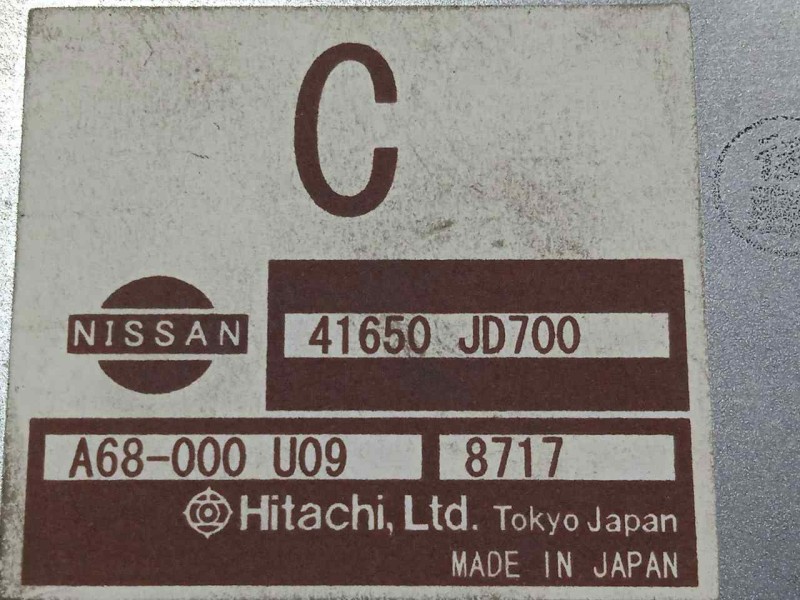 C
NISSAN
41650 JD700
A68-000 U09 8717
Hitachi, Ltd. Tokyo Japan
MADE IN JAPAN